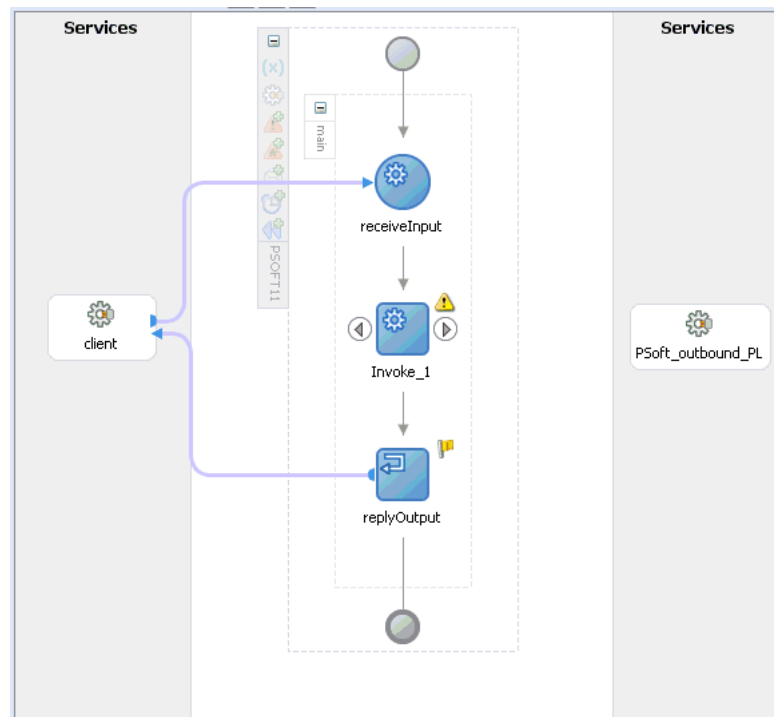 Services
Services
(x)
main
receiveInput
PSOFT11
client
PSoft_outbound_PL
Invoke_1
replyOutput